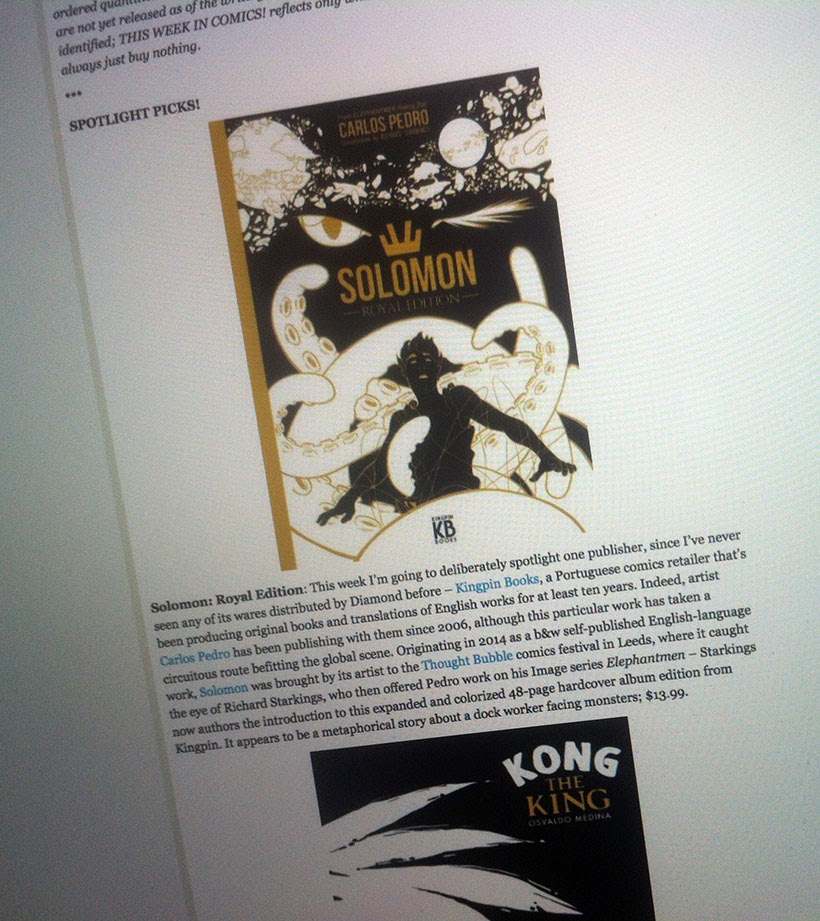 ordered quan
are not yet released as of the
identified; THIS WEEK IN COMICS! reflects only
always just buy nothing.
•••
SPOTLIGHT PICKS!
CARLOS PEDRO
SOLOMON
ROYAL EDITION
KINGPIN
KB
BOOKS
Solomon: Royal Edition: This week I'm going to deliberately spotlight one publisher, since I've never
seen any of its wares distributed by Diamond before – Kingpin Books, a Portuguese comics retailer that's
been producing original books and translations of English works for at least ten years. Indeed, artist
Carlos Pedro has been publishing with them since 2006, although this particular work has taken a
circuitous route befitting the global scene. Originating in 2014 as a b&w self-published English-language
work, Solomon was brought by its artist to the Thought Bubble comics festival in Leeds, where it caught
the eye of Richard Starkings, who then offered Pedro work on his Image series Elephantmen – Starkings
now authors the introduction to this expanded and colorized 48-page hardcover album edition from
Kingpin. It appears to be a metaphorical story about a dock worker facing monsters; $13.99.
KONG
THE
KING
OSVALDO MEDINA